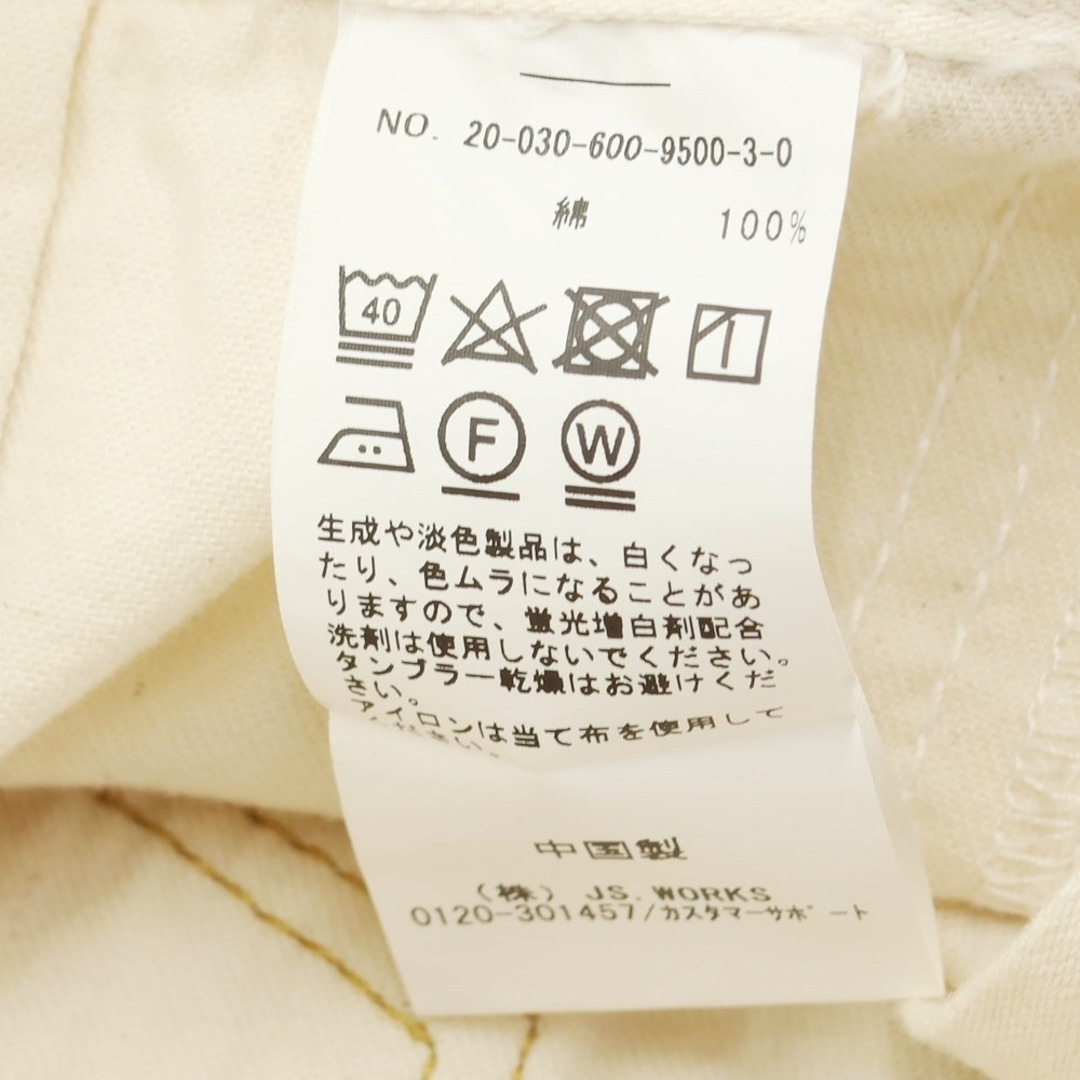 NO. 20-030-600-9500-3-0
綿 100%
40
F W
生成や淡色製品は、白くなっ
たり、色ムラになることがあ
りますので、蛍光増白剤配合
洗剤は使用しないでください。
タンブラー乾燥はお避けくだ
さい。
アイロンは当て布を使用して
ください。
中国製
(株) JS.WORKS
0120-301457/カスタマーサポート